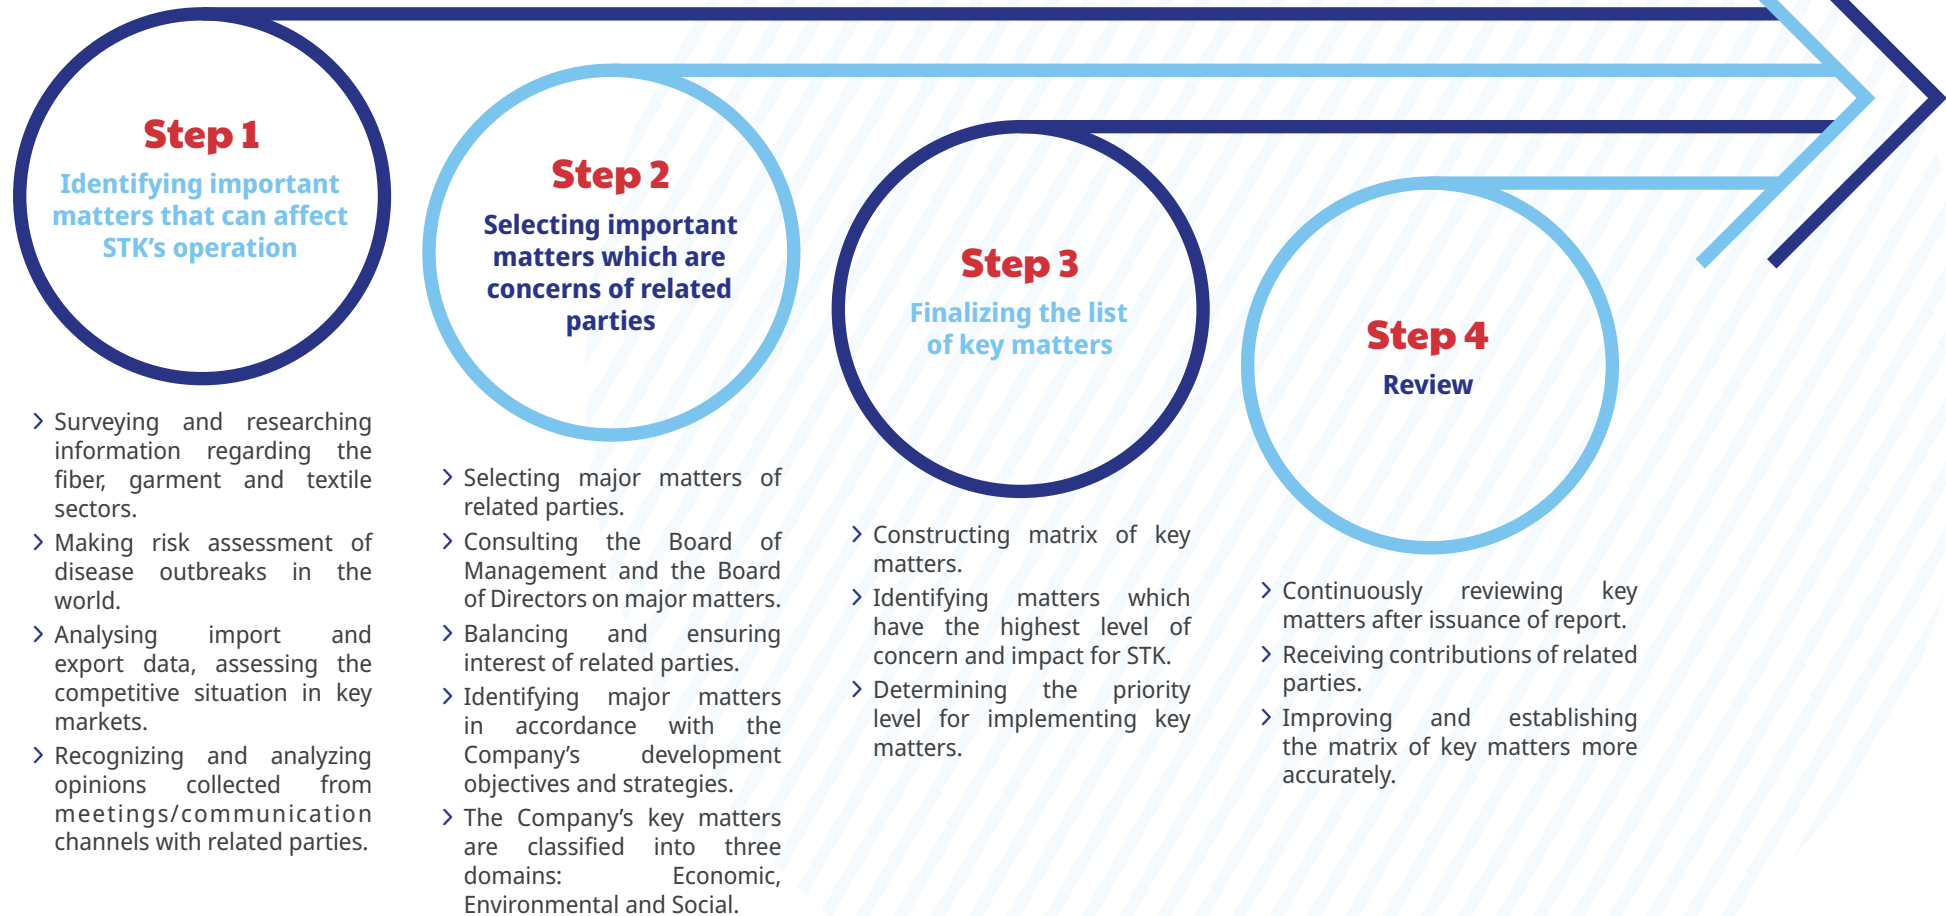 Step 1
Identifying important
matters that can affect
STK’s operation
Surveying and researching
information regarding the
fiber, garment and textile
sectors.
Making risk assessment of
disease outbreaks in the
world.
Analysing import and
export data, assessing the
competitive situation in key
markets.
Recognizing and analyzing
opinions collected from
meetings/communication
channels with related parties.
Step 2
Selecting important
matters which are
concerns of related
parties
Selecting major matters of
related parties.
Consulting the Board of
Management and the Board
of Directors on major matters.
Balancing and ensuring
interest of related parties.
Identifying major matters
in accordance with the
Company’s development
objectives and strategies.
The Company’s key matters
are classified into three
domains: Economic,
Environmental and Social.
Step 3
Finalizing the list
of key matters
Constructing matrix of key
matters.
Identifying matters which
have the highest level of
concern and impact for STK.
Determining the priority
level for implementing key
matters.
Step 4
Review
Continuously reviewing key
matters after issuance of report.
Receiving contributions of related
parties.
Improving and establishing
the matrix of key matters more
accurately.